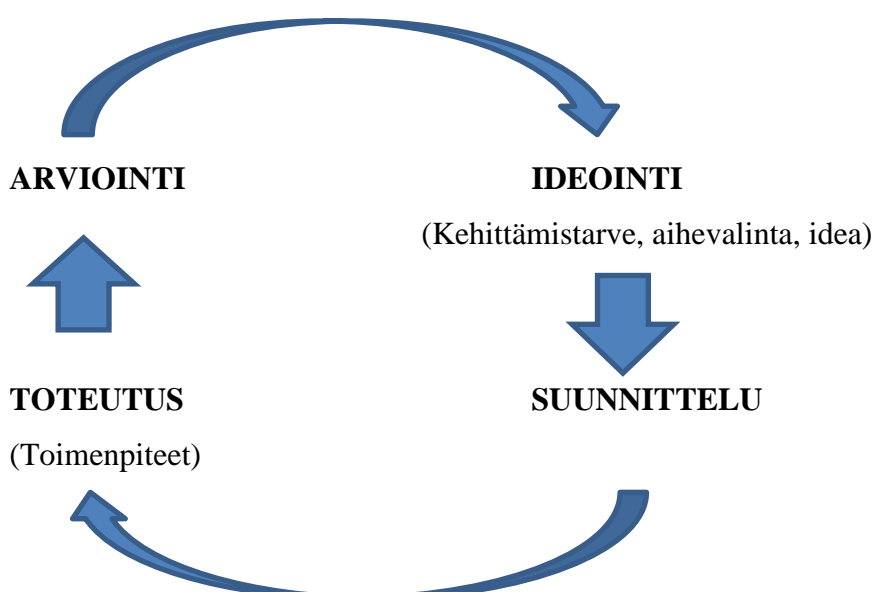 ARVIOINTI
IDEOINTI
(Kehittämistarve, aihevalinta, idea)
TOTEUTUS
SUUNNITTELU
(Toimenpiteet)